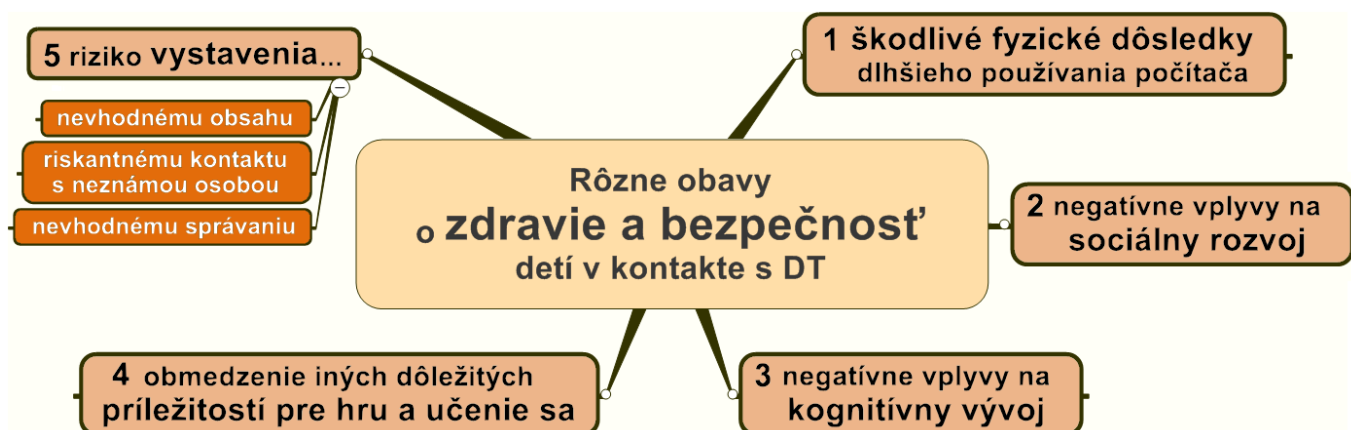 Rôzne obavy
o zdravie a bezpečnosť
detí v kontakte s DT
1 škodlivé fyzické dôsledky
dlhšieho používania počítača
2 negatívne vplyvy na
sociálny rozvoj
3 negatívne vplyvy na
kognitívny vývoj
4 obmedzenie iných dôležitých
príležitostí pre hru a učenie sa
5 riziko vystavenia...
nevhodnému obsahu
riskantnému kontaktu
s neznámou osobou
nevhodnému správaniu